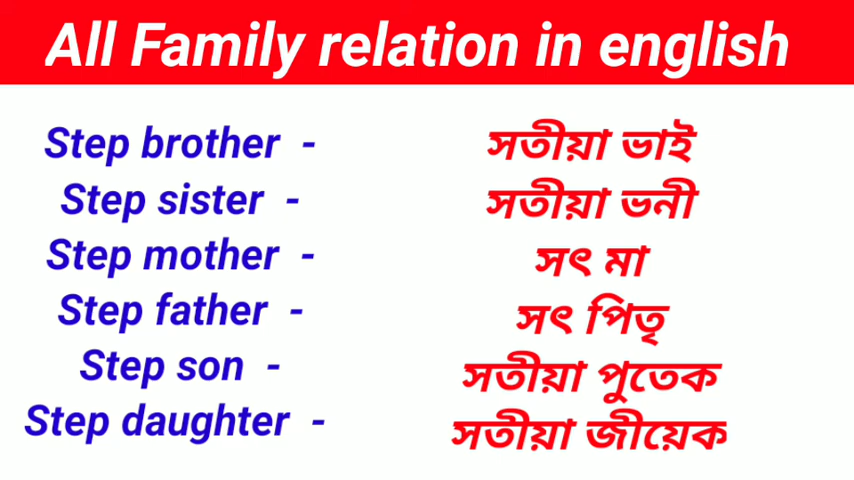 All Family relation in english
Step brother - সতীয়া ভাই
Step sister - সতীয়া ভনী
Step mother - সৎ মা
Step father - সৎ পিতৃ
Step son - সতীয়া পুতেক
Step daughter - সতীয়া জীয়েক